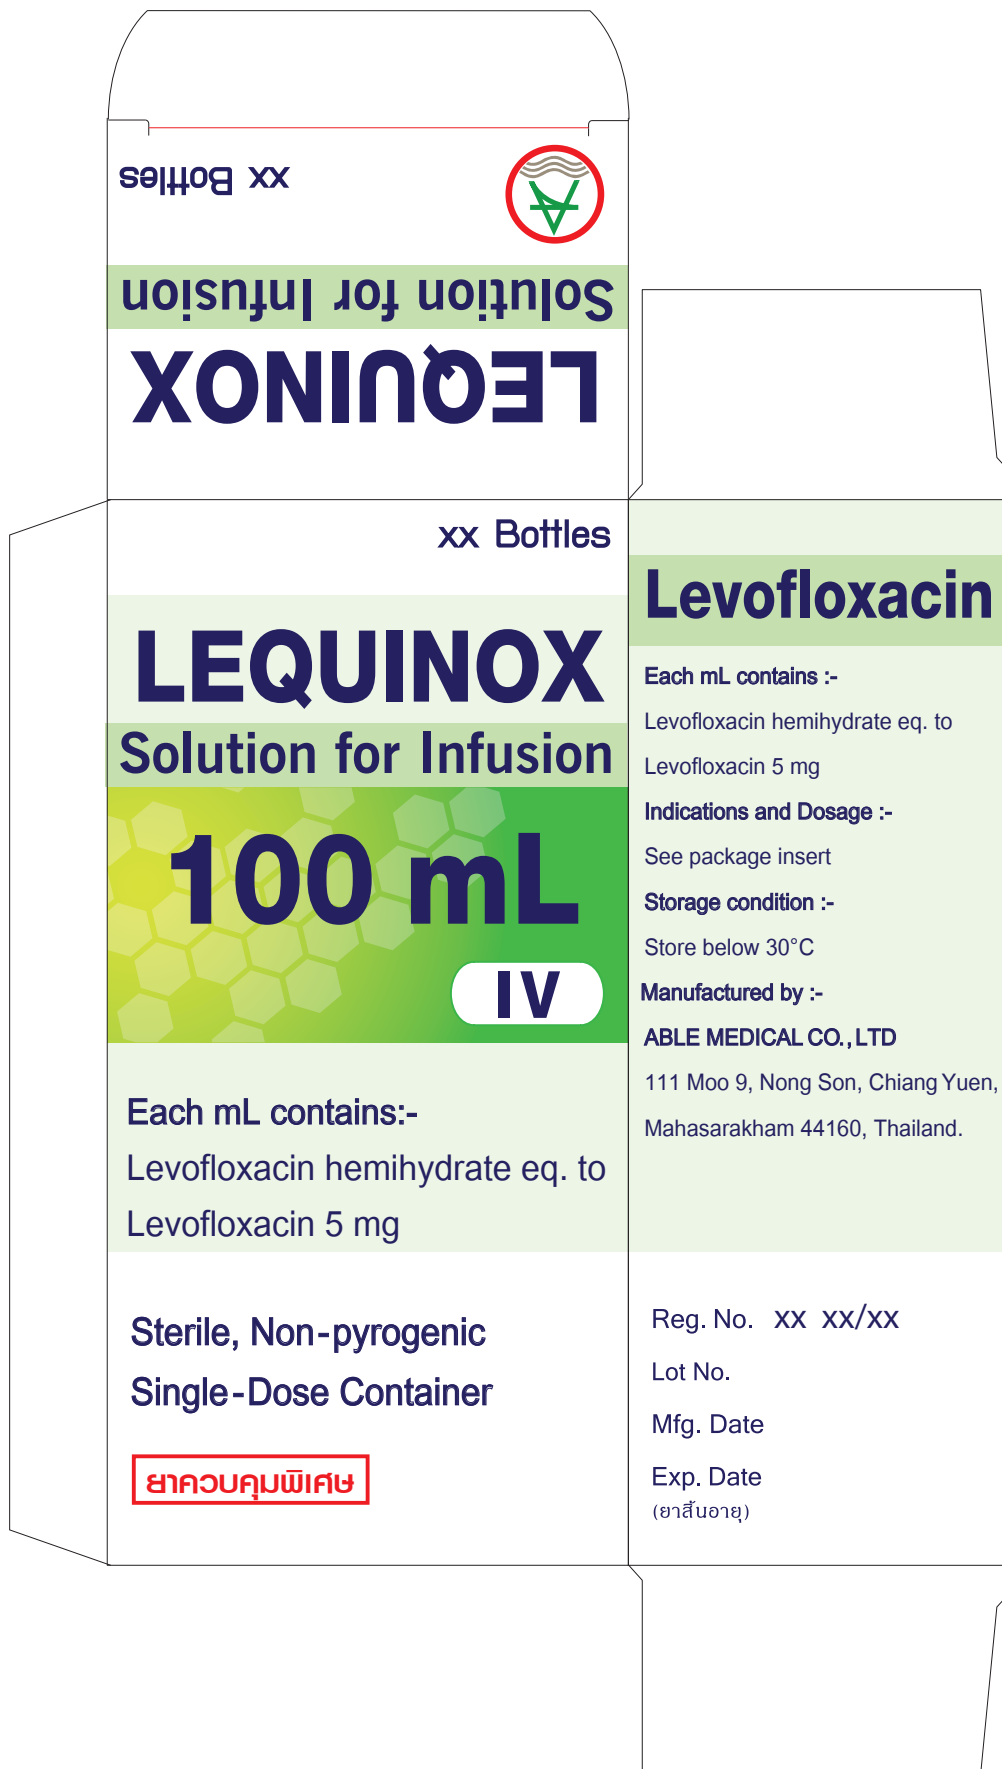 xx Bottles
Solution for Infusion
LEQUINOX
xx Bottles
LEQUINOX
Solution for Infusion
100 mL
IV
Each mL contains:-
Levofloxacin hemihydrate eq. to
Levofloxacin 5 mg
Sterile, Non-pyrogenic
Single-Dose Container
ยาควบคุมพิเศษ
Levofloxacin
Each mL contains :-
Levofloxacin hemihydrate eq. to
Levofloxacin 5 mg
Indications and Dosage :-
See package insert
Storage condition :-
Store below 30°C
Manufactured by :-
ABLE MEDICAL CO., LTD
111 Moo 9, Nong Son, Chiang Yuen,
Mahasarakham 44160, Thailand.
Reg. No. xx xx/xx
Lot No.
Mfg. Date
Exp. Date
(ยาสิ้นอายุ)